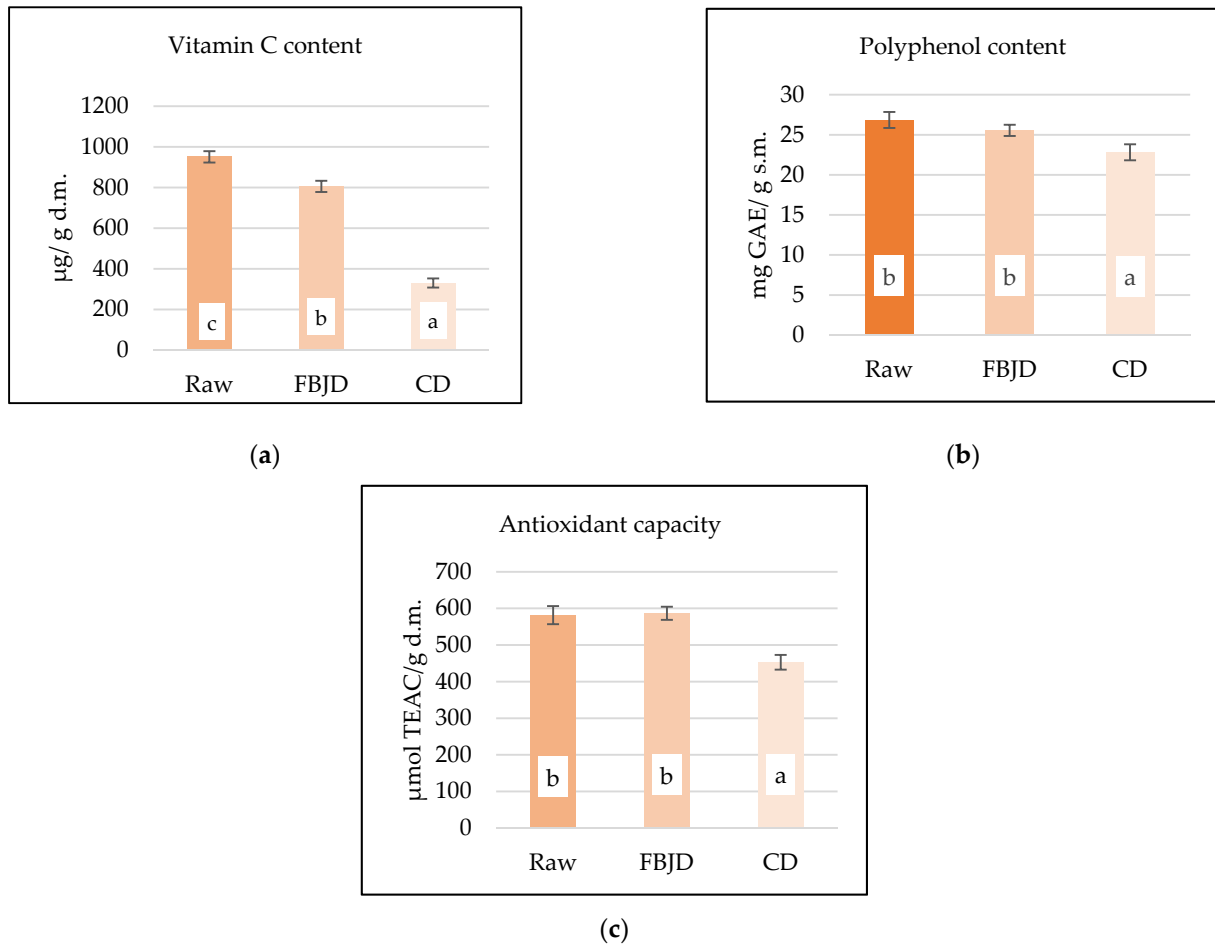 Vitamin C content
µg/ g d.m.
1200
1000
800
600
400
200
0
c
b
a
Raw FBJD CD
(a)
Polyphenol content
mg GAE/ g s.m.
30
25
20
15
10
5
0
b
b
a
Raw FBJD CD
(b)
Antioxidant capacity
µmol TEAC/g d.m.
700
600
500
400
300
200
100
0
b
b
a
Raw FBJD CD
(c)